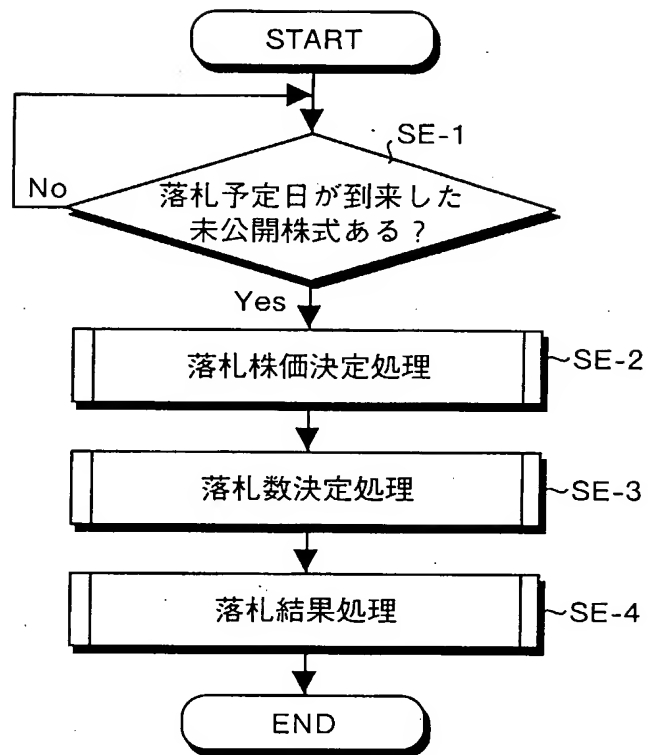 START
SE-1
No
落札予定日が到来した
未公開株式ある?
Yes
落札株価決定処理
SE-2
落札数決定処理
SE-3
落札結果処理
SE-4
END